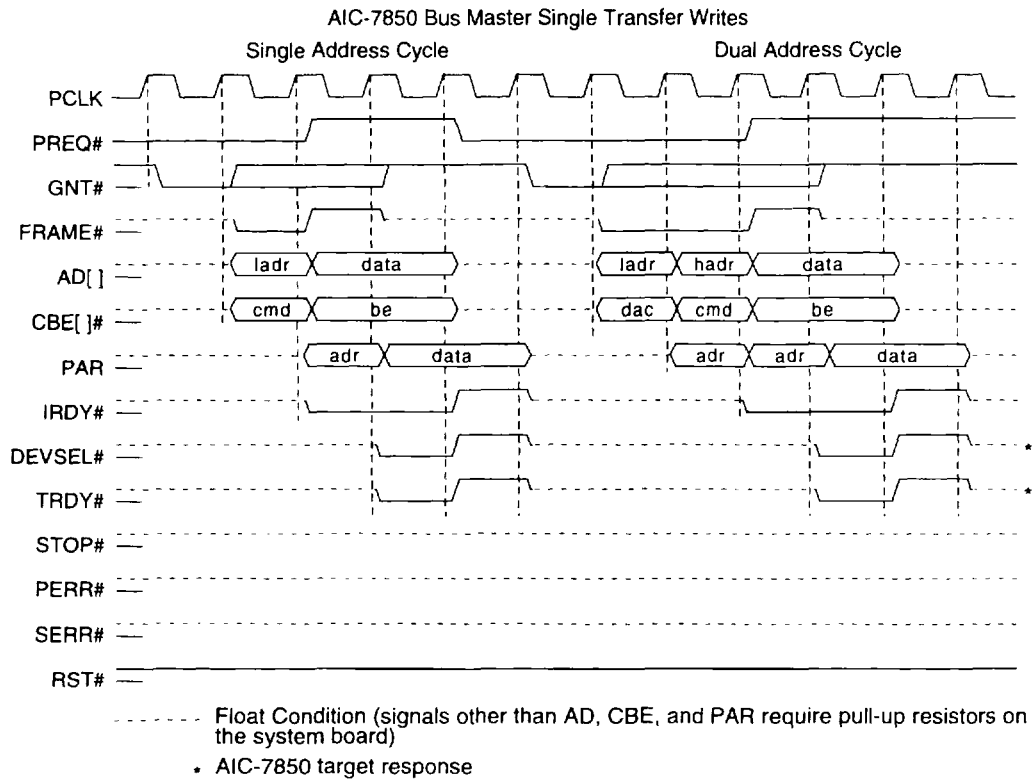 AIC-7850 Bus Master Single Transfer Writes
Single Address Cycle Dual Address Cycle
PCLK
PREQ#
GNT#
FRAME#
AD[ ] ladr data ladr hadr data
CBE[ ]# cmd be dac cmd be
PAR adr data adr adr data
IRDY#
DEVSEL# *
TRDY# *
STOP#
PERR#
SERR#
RST#
Float Condition (signals other than AD, CBE, and PAR require pull-up resistors on
the system board)
* AIC-7850 target response